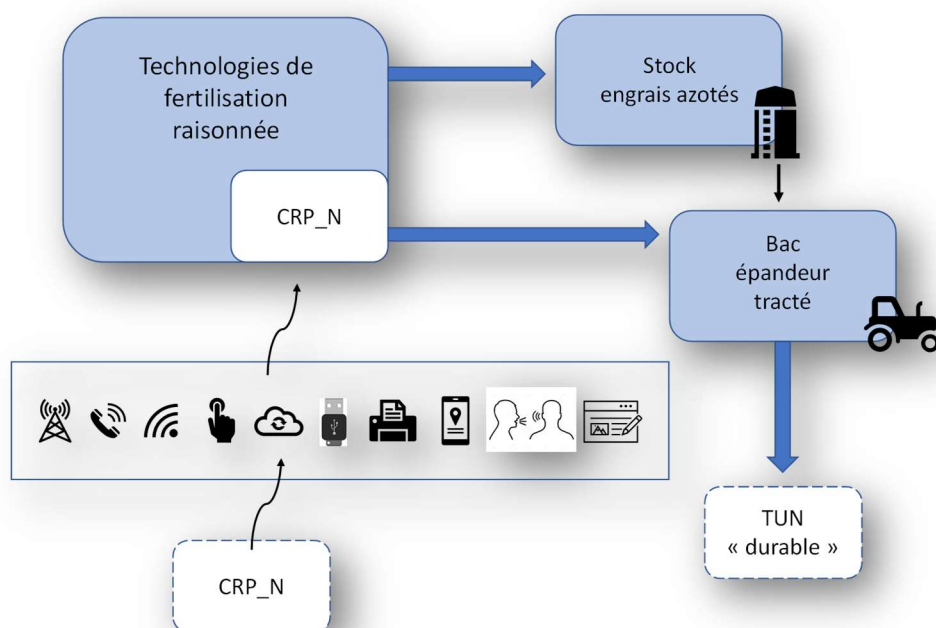 Technologies de
fertilisation
raisonnée
CRP_N
Stock
engrais azotés
Bac
épandeur
tracté
TUN
« durable »
CRP_N